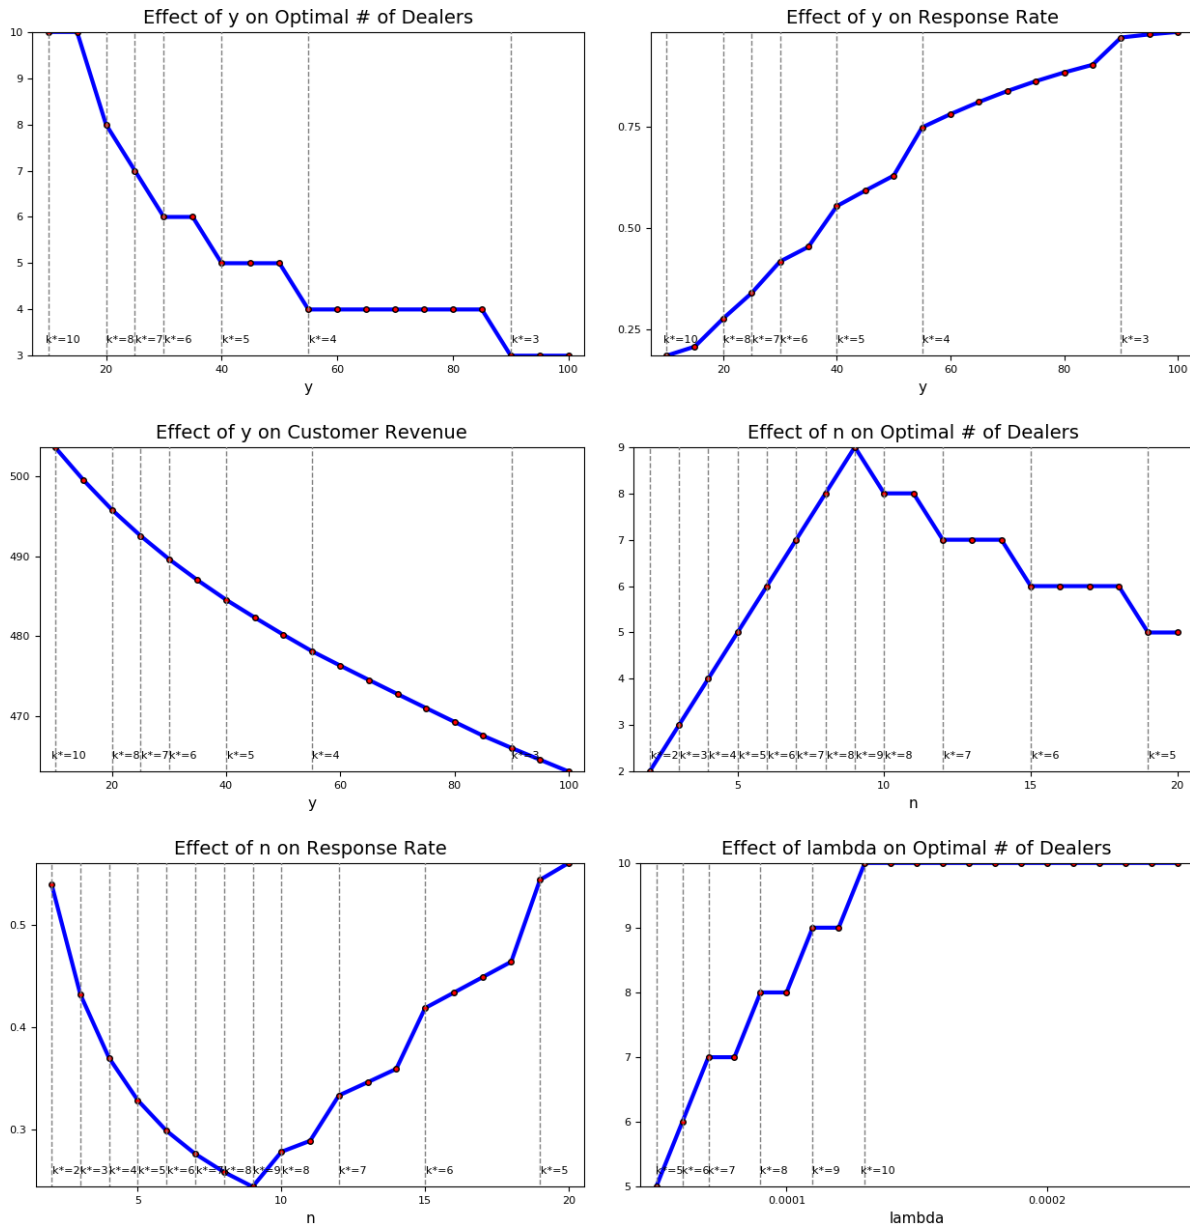 Effect of y on Optimal # of Dealers
10
9
8
7
6
5
4
3
k*=10 k*=8 k*=7 k*=6 k*=5 k*=4 k*=3
20 40 60 80 100
y
Effect of y on Response Rate
0.75
0.50
0.25
k*=10 k*=8 k*=7 k*=6 k*=5 k*=4 k*=3
20 40 60 80 100
y
Effect of y on Customer Revenue
500
490
480
470
k*=10 k*=8 k*=7 k*=6 k*=5 k*=4 k*=3
20 40 60 80 100
y
Effect of n on Optimal # of Dealers
9
8
7
6
5
4
3
2
k*=2 k*=3 k*=4 k*=5 k*=6 k*=7 k*=8 k*=9 k*=8 k*=7 k*=6 k*=5
5 10 15 20
n
Effect of n on Response Rate
0.5
0.4
0.3
k*=2 k*=3 k*=4 k*=5 k*=6 k*=7 k*=8 k*=9 k*=8 k*=7 k*=6 k*=5
5 10 15 20
n
Effect of lambda on Optimal # of Dealers
10
9
8
7
6
5
k*=5 k*=6 k*=7 k*=8 k*=9 k*=10
0.0001 0.0002
lambda